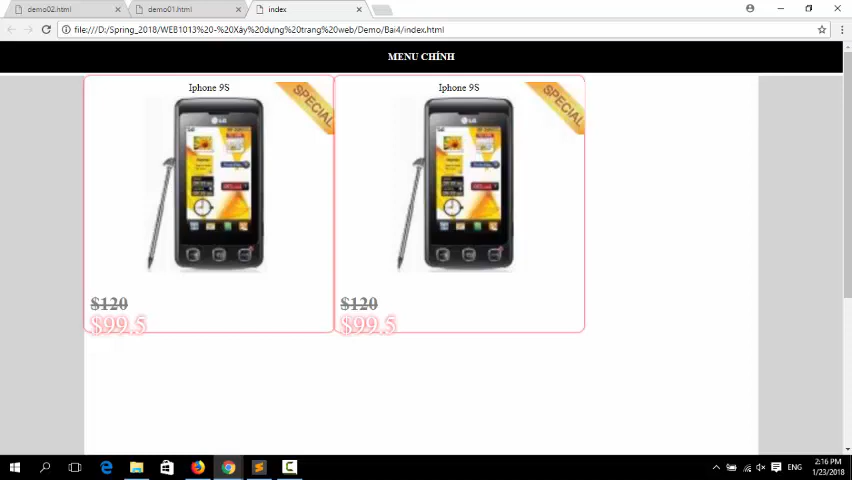 demo02.html
demo01.html
index
file:///D:/Spring_2018/WEB1013%20-%20Xây%20dựng%20trang%20web/Demo/Bai4/index.html
MENU CHÍNH
Iphone 9S
SPECIAL
LG
$120
$99.5
Iphone 9S
SPECIAL
LG
$120
$99.5
ENG
2:16 PM
1/23/2018